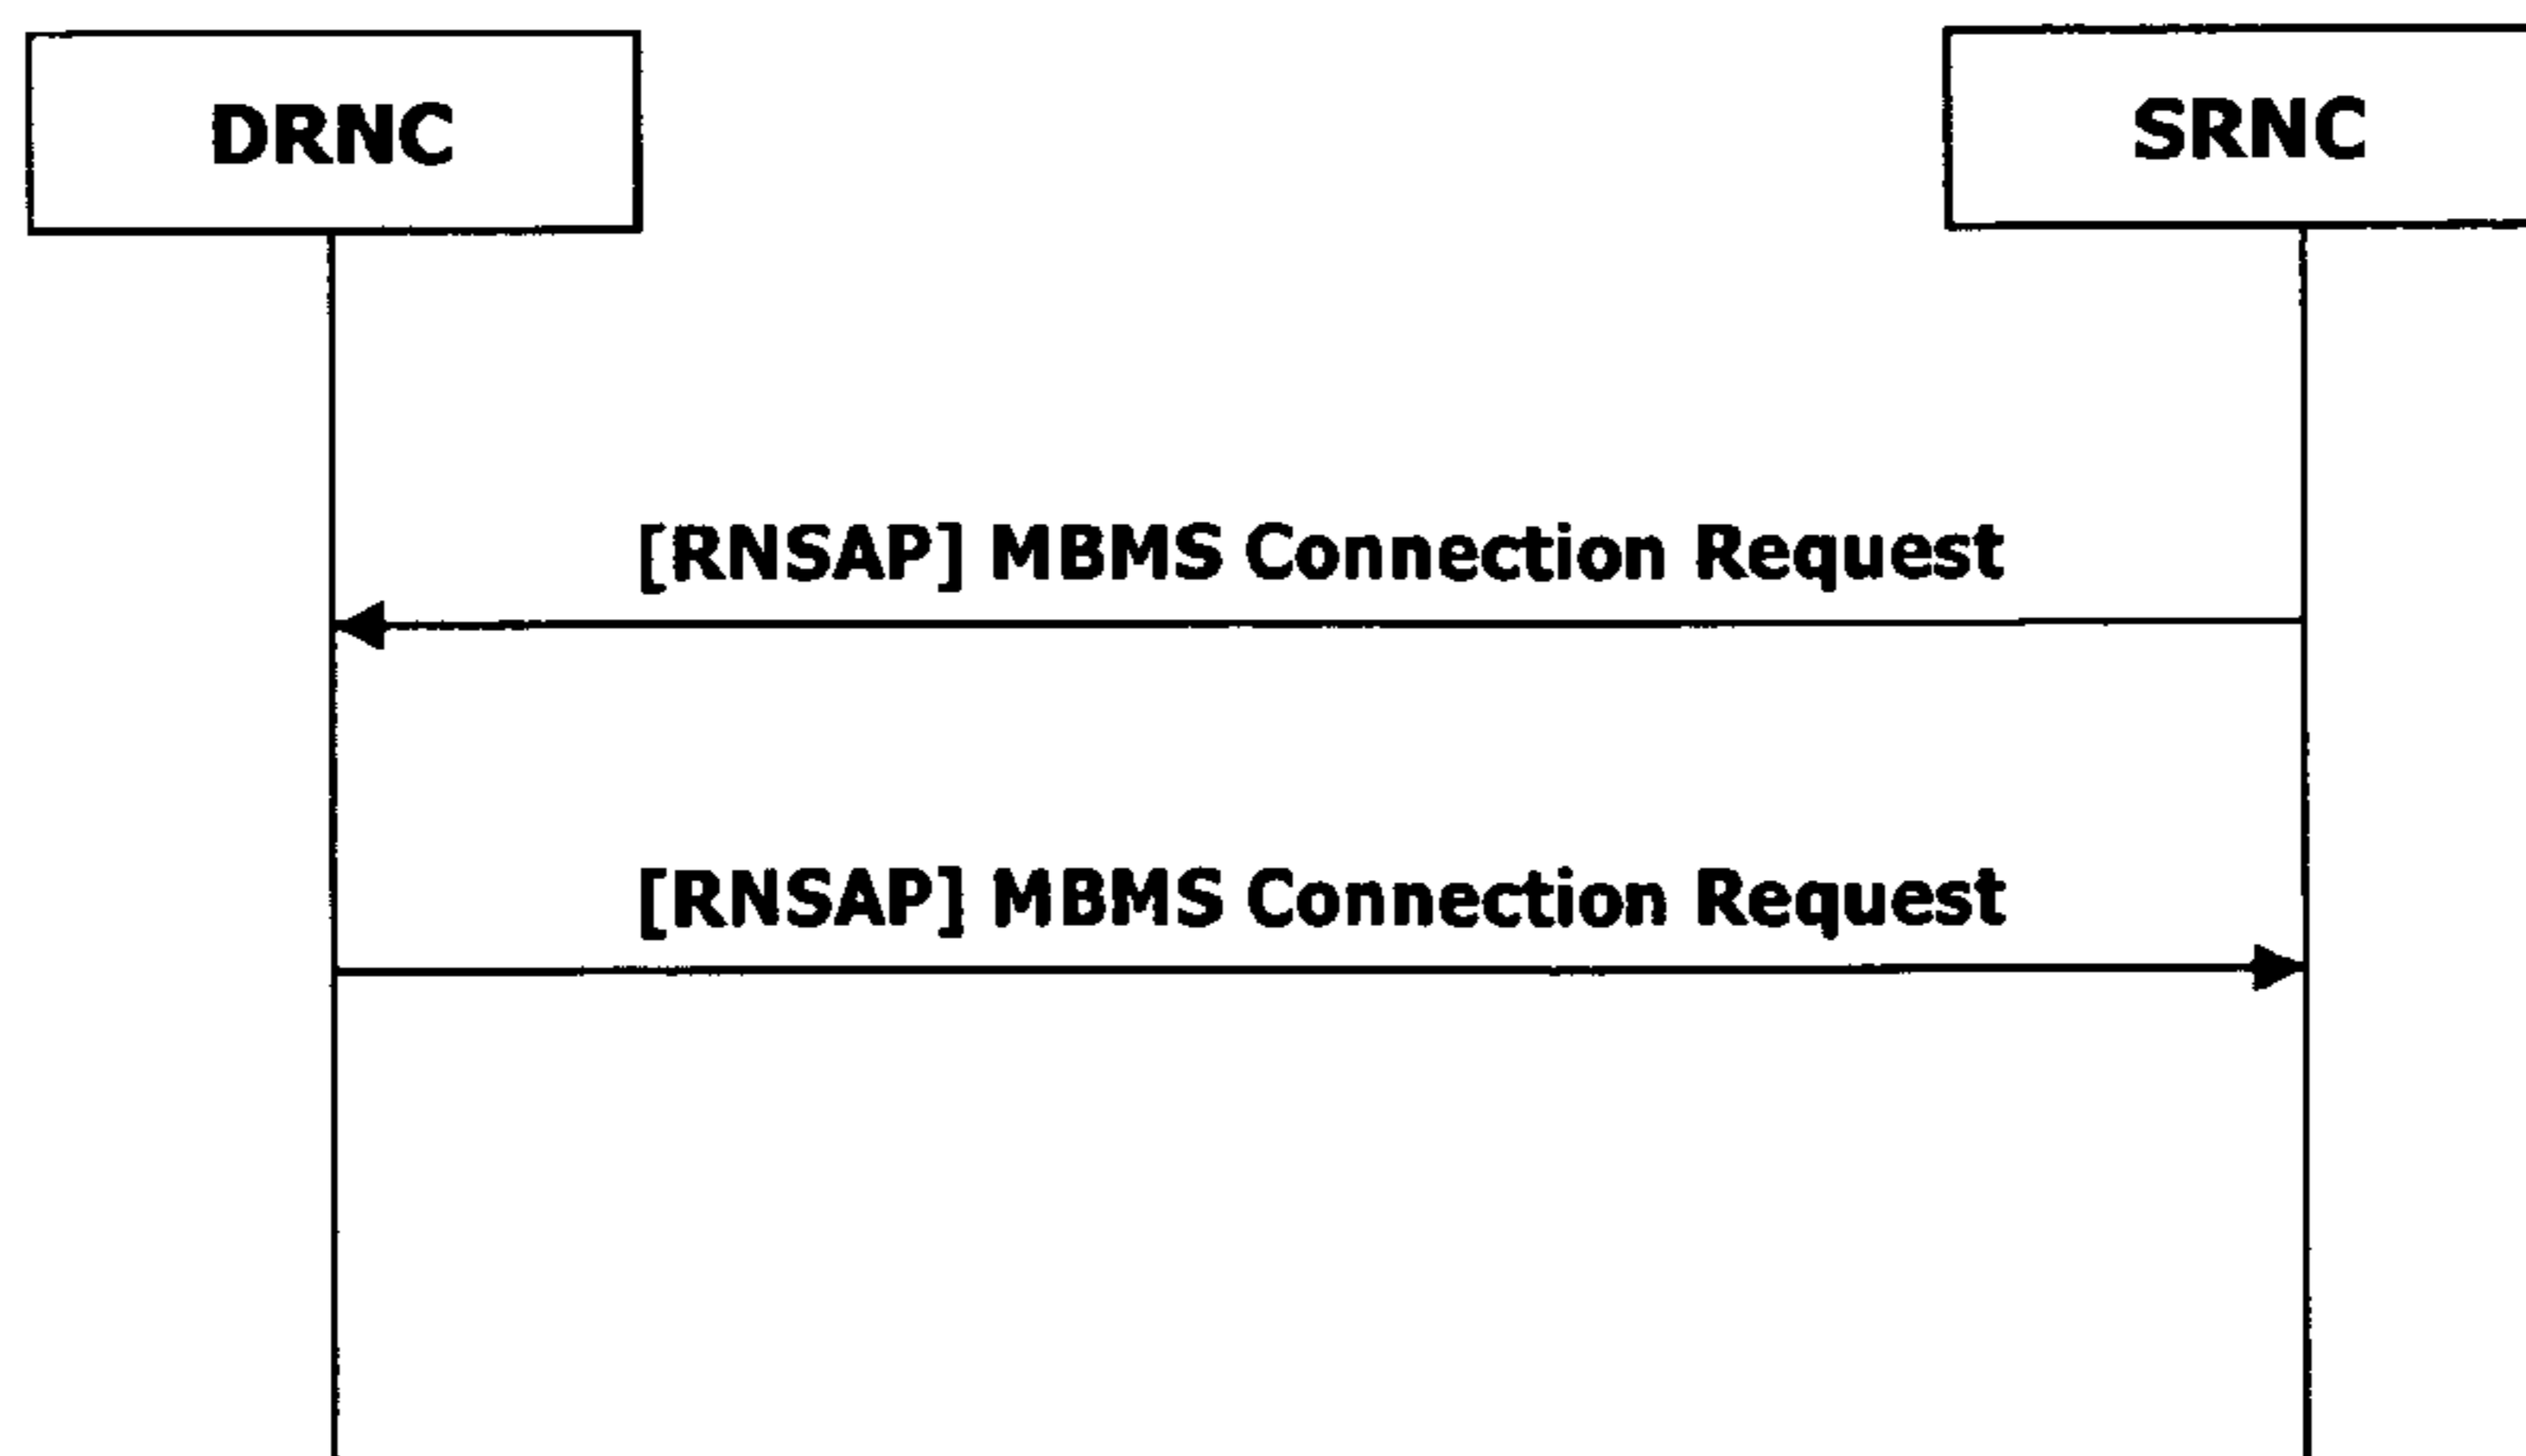 DRNC
SRNC
[RNSAP] MBMS Connection Request
[RNSAP] MBMS Connection Request